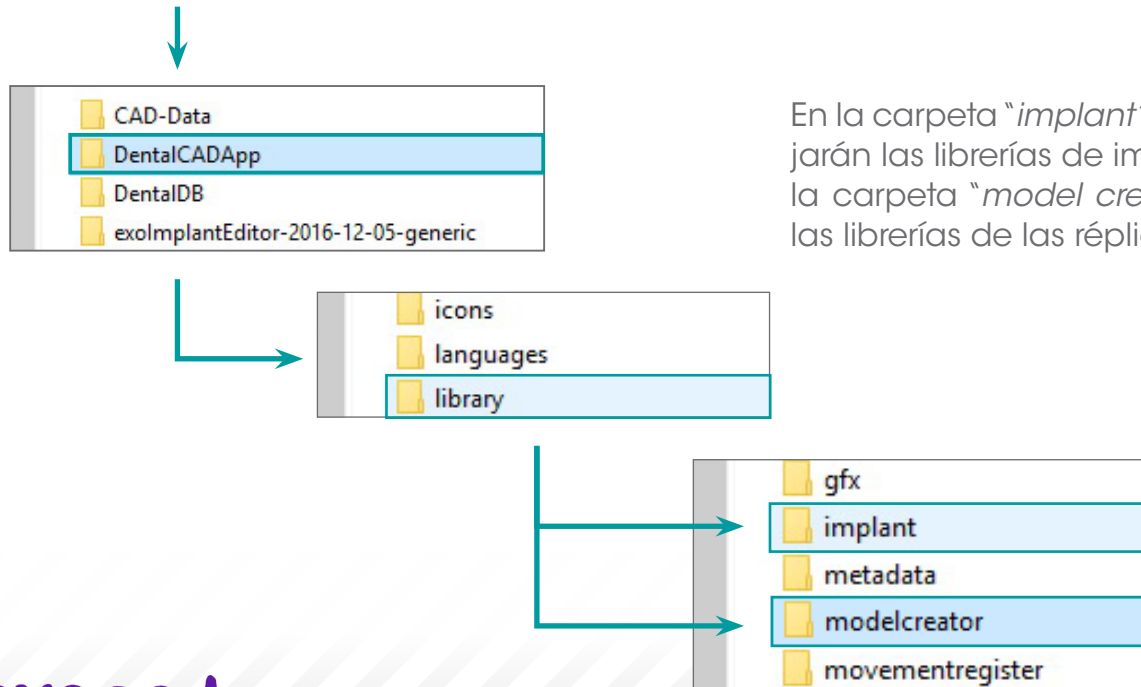 CAD-Data
DentalCADApp
DentalDB
exoImplantEditor-2016-12-05-generic
En la carpeta “implant”
jarán las librerías de im
la carpeta “model cre
las librerías de las répli
icons
languages
library
gfx
implant
metadata
modelcreator
movementregister